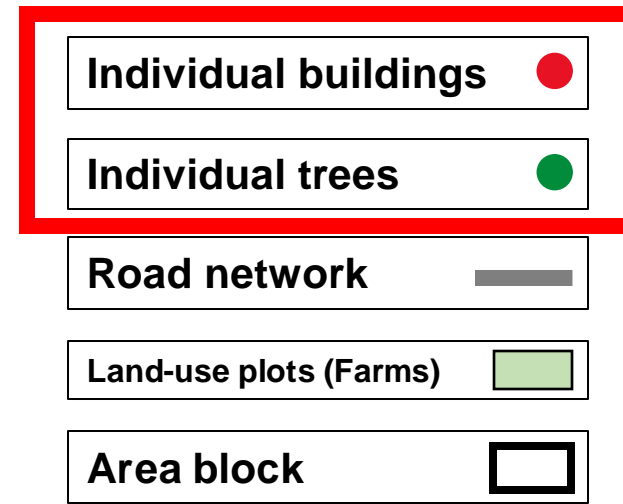 Individual buildings
Individual trees
Road network
Land-use plots (Farms)
Area block